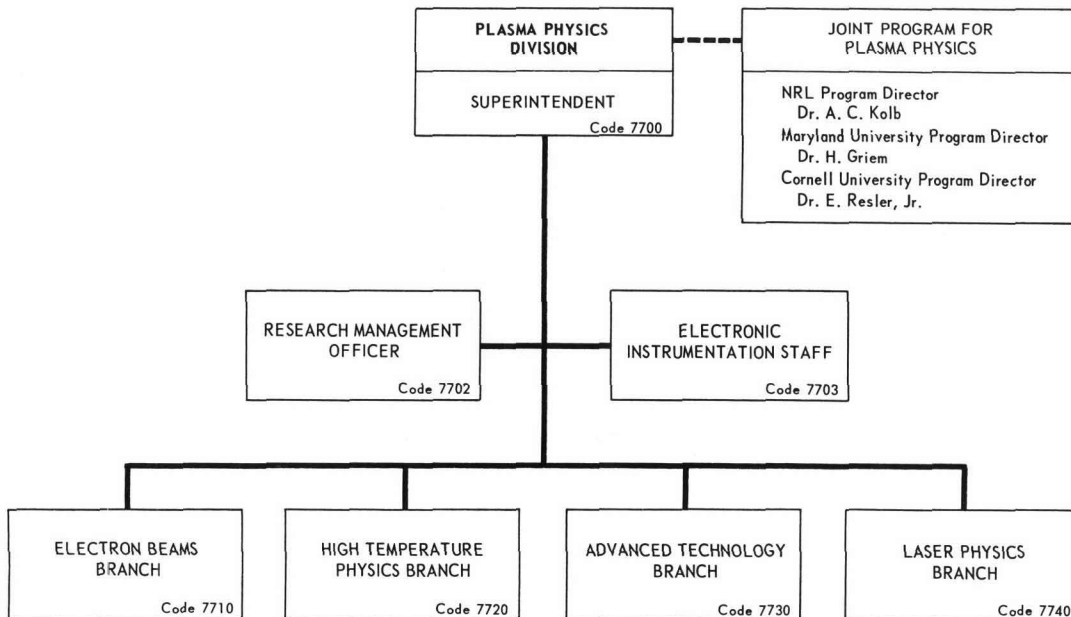 PLASMA PHYSICS
DIVISION
SUPERINTENDENT
Code 7700
JOINT PROGRAM FOR
PLASMA PHYSICS
NRL Program Director
Dr. A. C. Kolb
Maryland University Program Director
Dr. H. Griem
Cornell University Program Director
Dr. E. Resler, Jr.
RESEARCH MANAGEMENT
OFFICER
Code 7702
ELECTRONIC
INSTRUMENTATION STAFF
Code 7703
ELECTRON BEAMS
BRANCH
Code 7710
HIGH TEMPERATURE
PHYSICS BRANCH
Code 7720
ADVANCED TECHNOLOGY
BRANCH
Code 7730
LASER PHYSICS
BRANCH
Code 7740